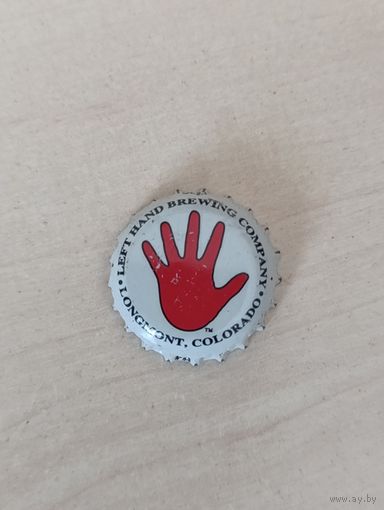 • LEFT HAND BREWING COMPANY •
LONGMONT, COLORADO
TM
www.ay.by